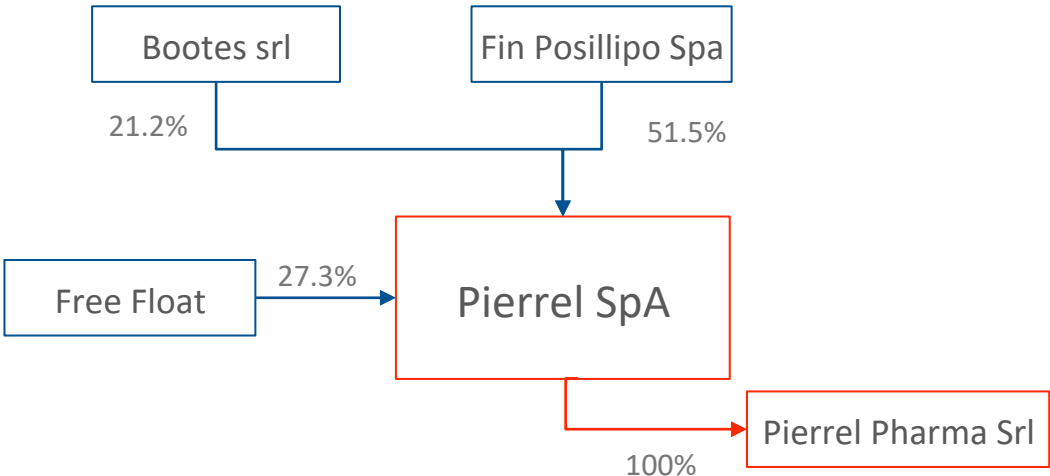 Bootes srl
Fin Posillipo Spa
21.2%
51.5%
Free Float
27.3%
Pierrel SpA
Pierrel Pharma Srl
100%